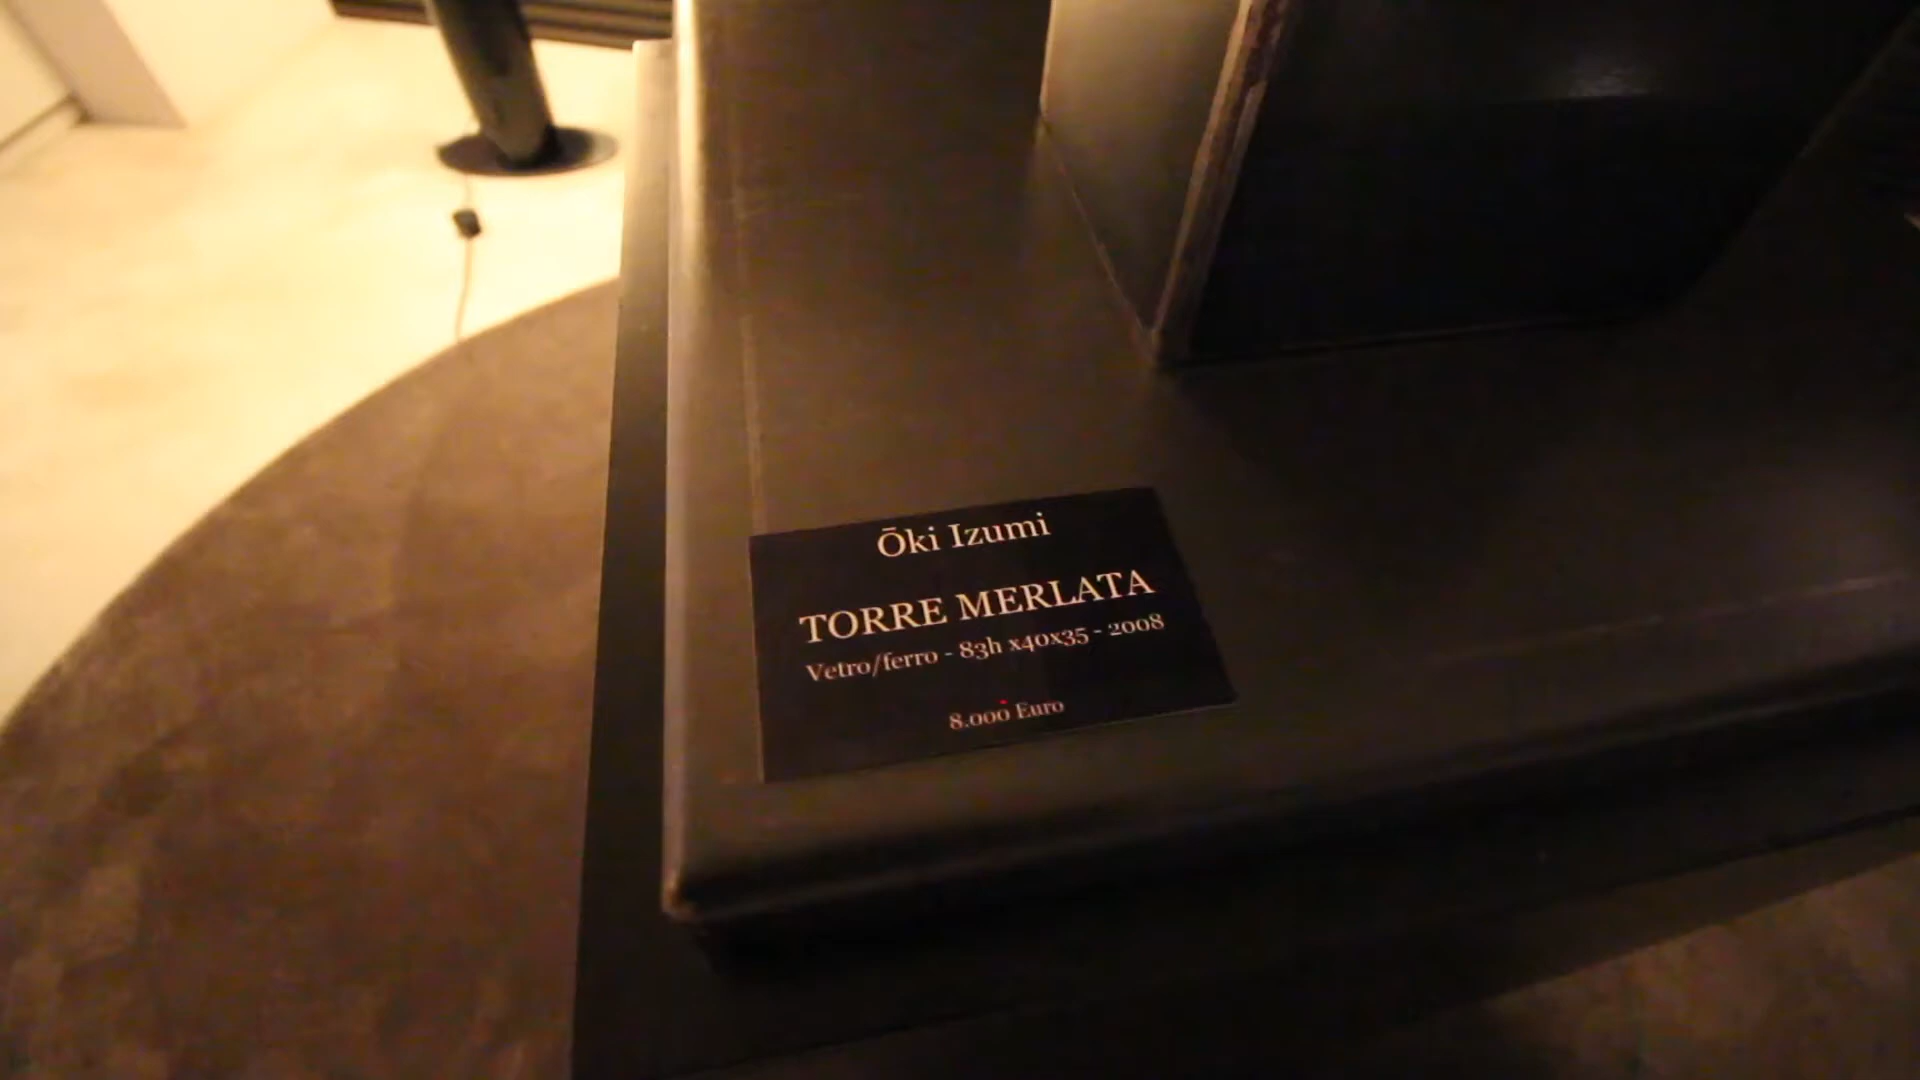 Ōki Izumi
TORRE MERLATA
Vetro/ferro - 83h x40x35 - 2008
8.000 Euro